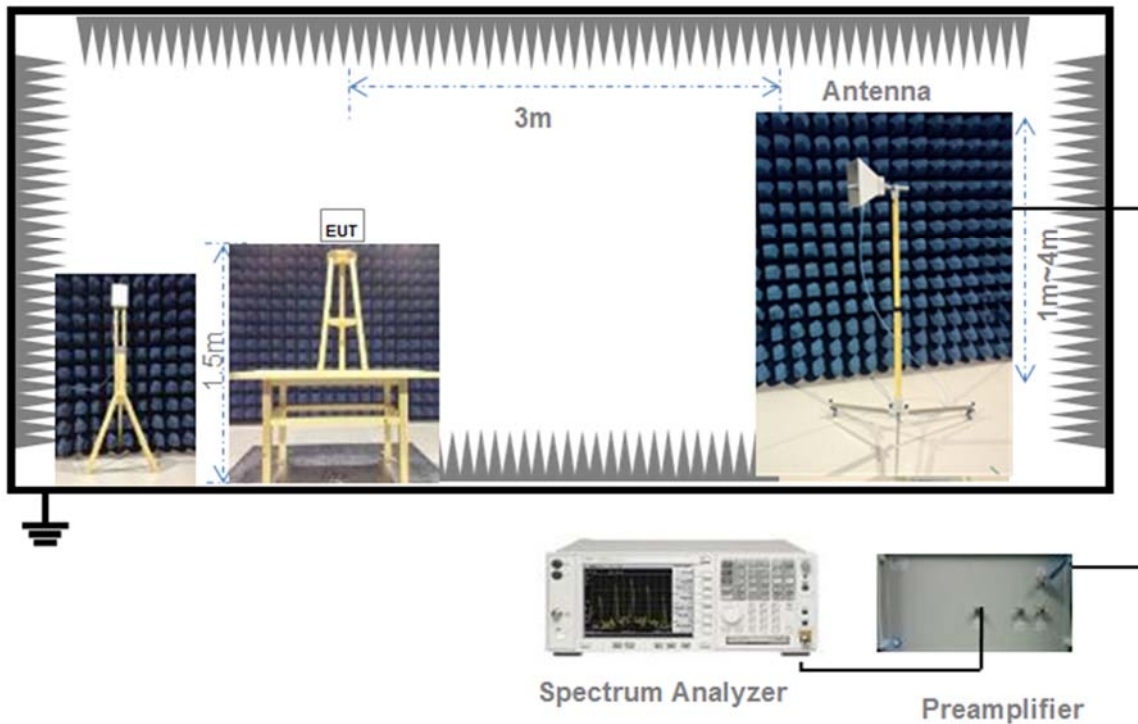 Antenna
3m
EUT
1.5m
1m~4m
Spectrum Analyzer
Preamplifier